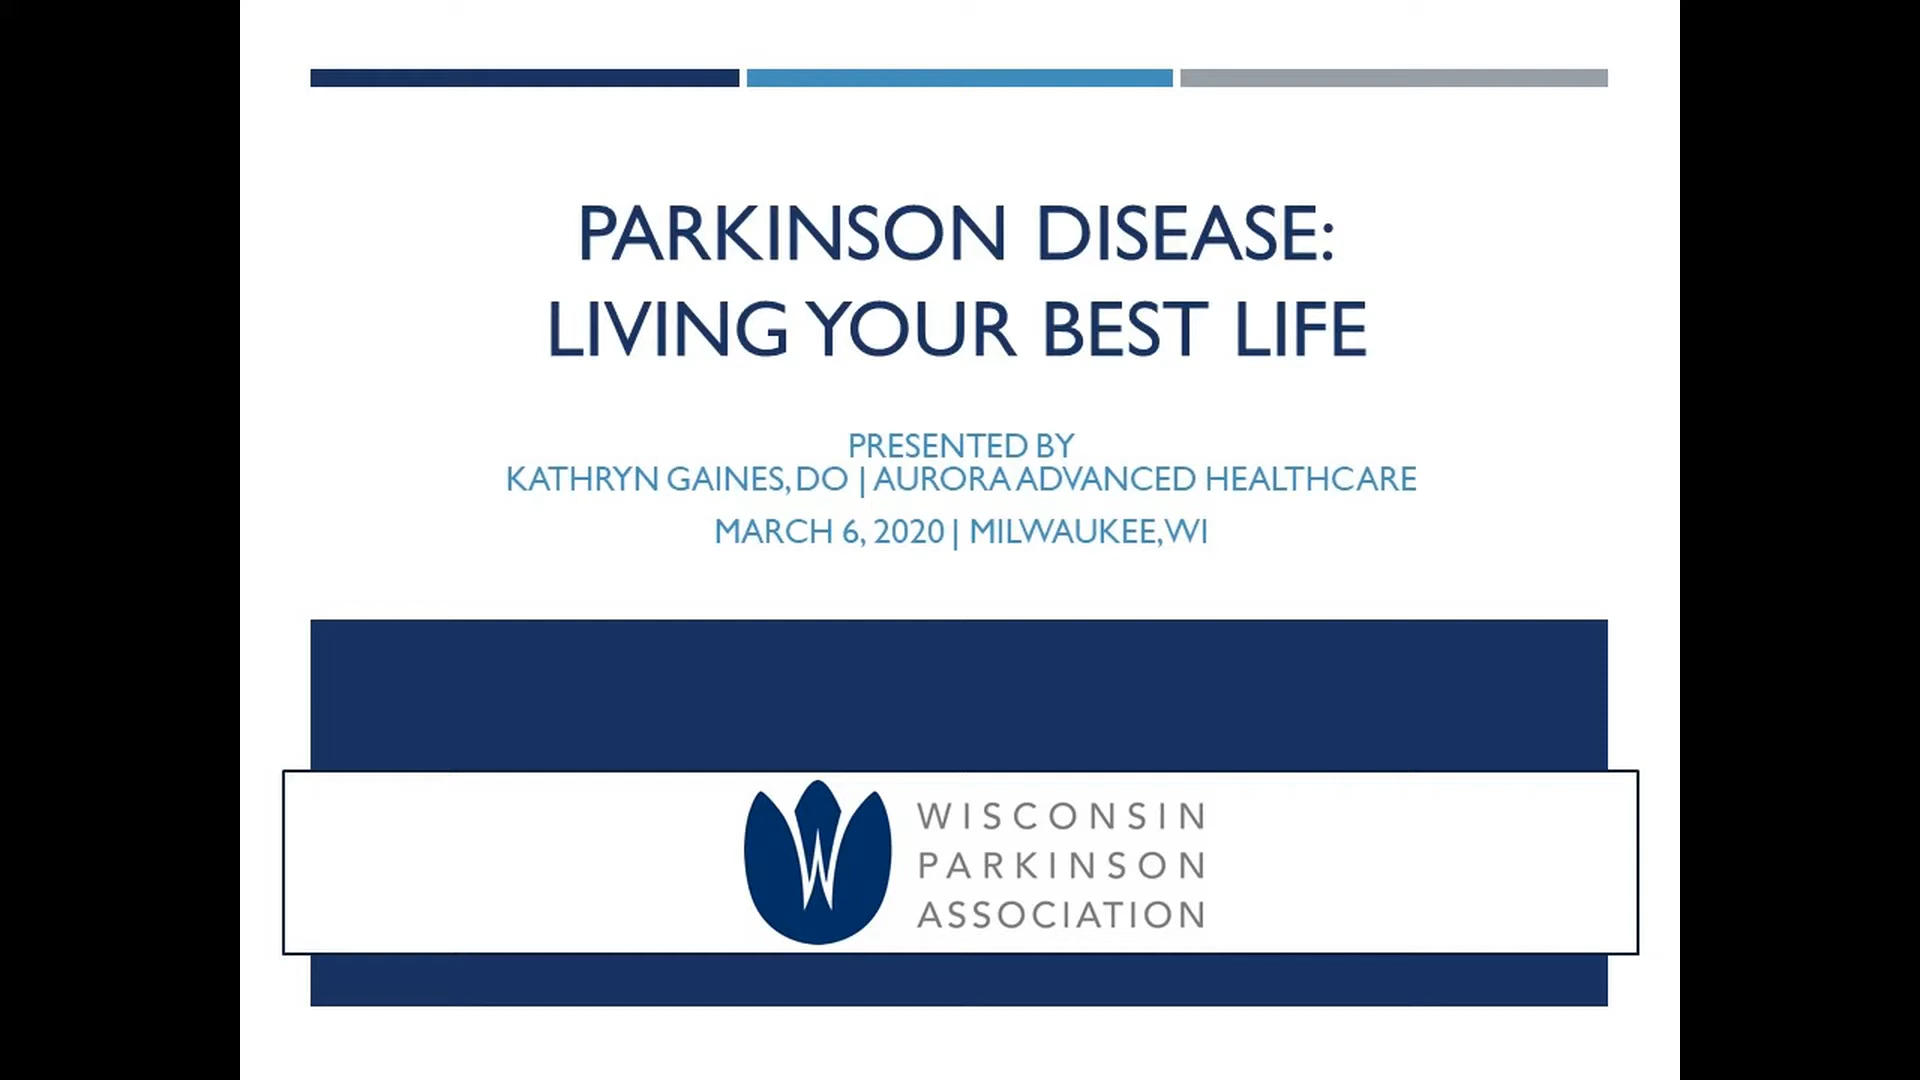 PARKINSON DISEASE:
LIVING YOUR BEST LIFE
PRESENTED BY
KATHRYN GAINES, DO | AURORA ADVANCED HEALTHCARE
MARCH 6, 2020 | MILWAUKEE, WI
W
WISCONSIN
PARKINSON
ASSOCIATION